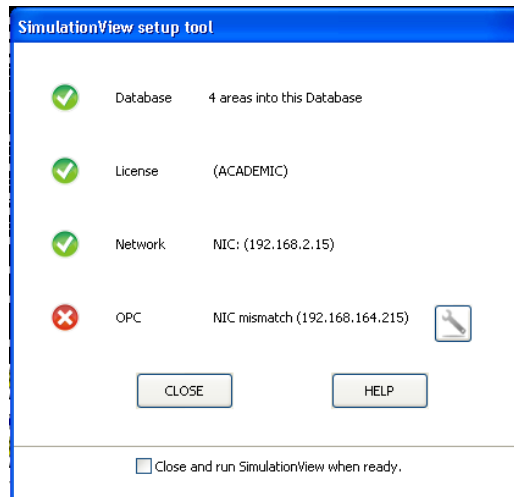 SimulationView setup tool
Database 4 areas into this Database
License (ACADEMIC)
Network NIC: (192.168.2.15)
OPC NIC mismatch (192.168.164.215)
CLOSE HELP
Close and run SimulationView when ready.